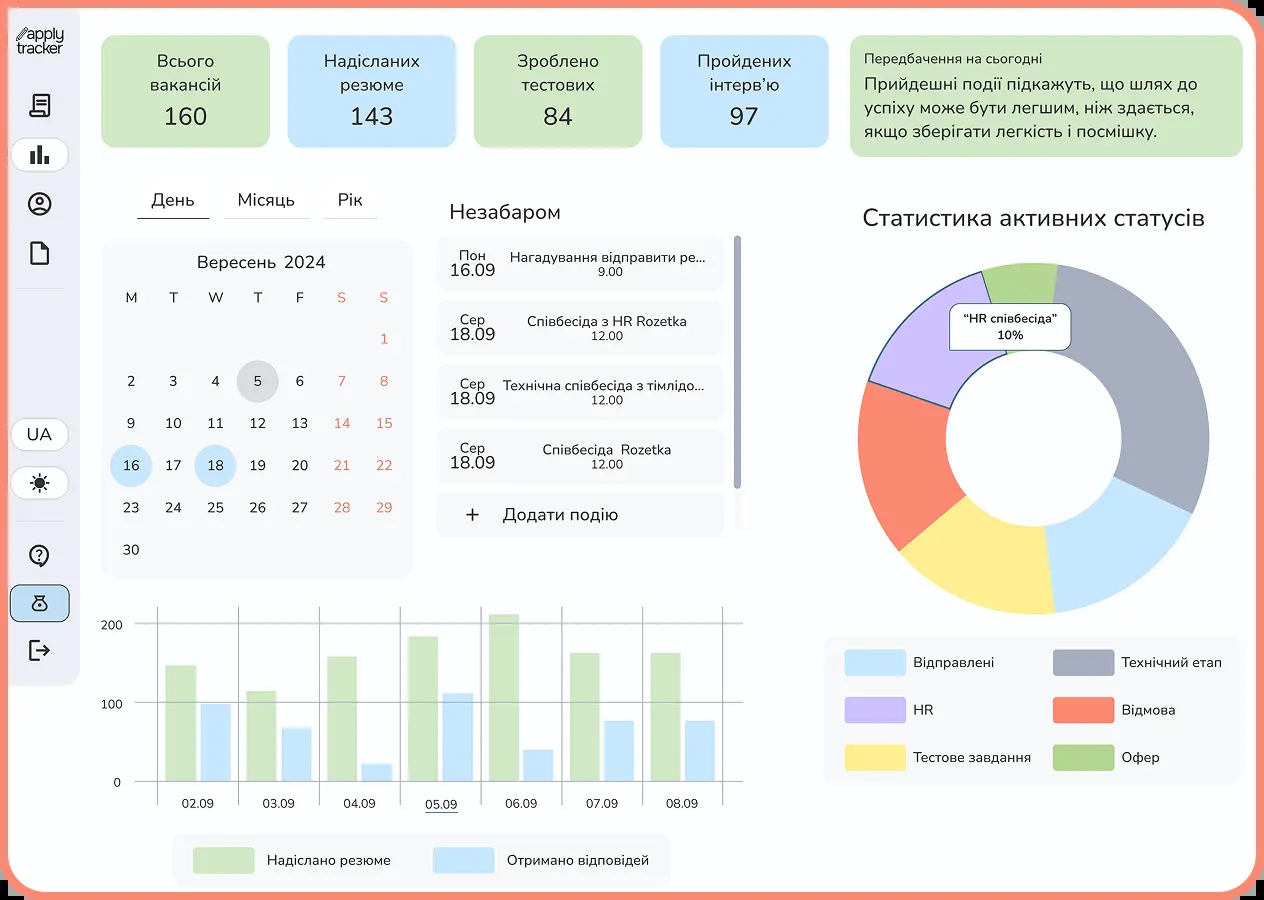 apply
tracker
Всього
вакансій
160
Надісланих
резюме
143
Зроблено
тестових
84
Пройдених
інтерв’ю
97
Передбачення на сьогодні
Прийдешні події підкажуть, що шлях до
успіху може бути легшим, ніж здається,
якщо зберігати легкість і посмішку.
День Місяць Рік
Вересень 2024
M T W T F S S
1
2 3 4 5 6 7 8
9 10 11 12 13 14 15
16 17 18 19 20 21 22
23 24 25 26 27 28 29
30
Незабаром
Пон
16.09
Нагадування відправити ре...
9.00
Сер
18.09
Співбесіда з HR Rozetka
12.00
Сер
18.09
Технічна співбесіда з тімлідо...
12.00
Сер
18.09
Співбесіда Rozetka
12.00
+ Додати подію
Статистика активних статусів
“HR співбесіда”
10%
Відправлені
Технічний етап
HR
Відмова
Тестове завдання
Офер
UA
200
100
0
02.09 03.09 04.09 05.09 06.09 07.09 08.09
Надіслано резюме
Отримано відповідей